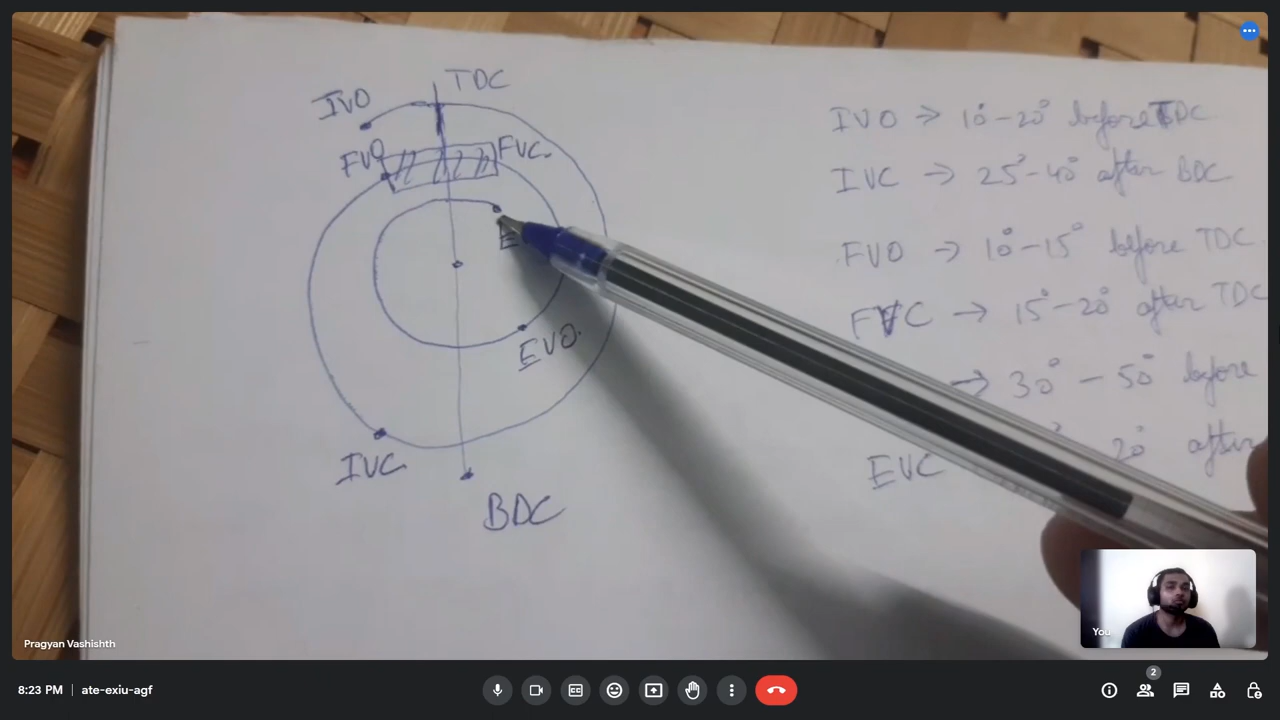 TDC
IVO
FVO
FVC.
EVO.
IVC
BDC
IVO → 10°-20° before TDC
IVC → 25°-40° after BDC
FVO → 10°-15° before TDC
FVC → 15°-20° after TDC
→ 30° - 50° before
EVC 20° after
Pragyan Vashishth
You
8:23 PM | ate-exiu-agf
2